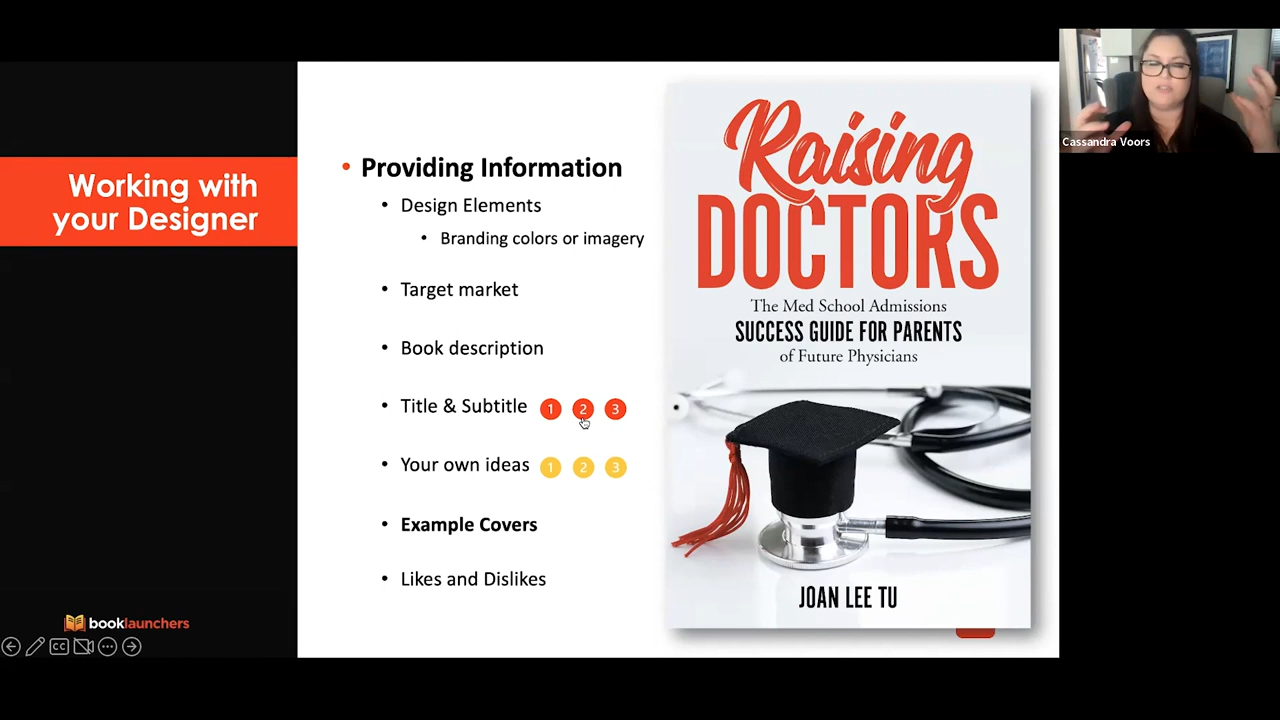 Working with
your Designer
• Providing Information
• Design Elements
• Branding colors or imagery
• Target market
• Book description
• Title & Subtitle 1 2 3
• Your own ideas 1 2 3
• Example Covers
• Likes and Dislikes
Raising
DOCTORS
The Med School Admissions
SUCCESS GUIDE FOR PARENTS
of Future Physicians
JOAN LEE TU
booklaunchers
CC
Cassandra Voors